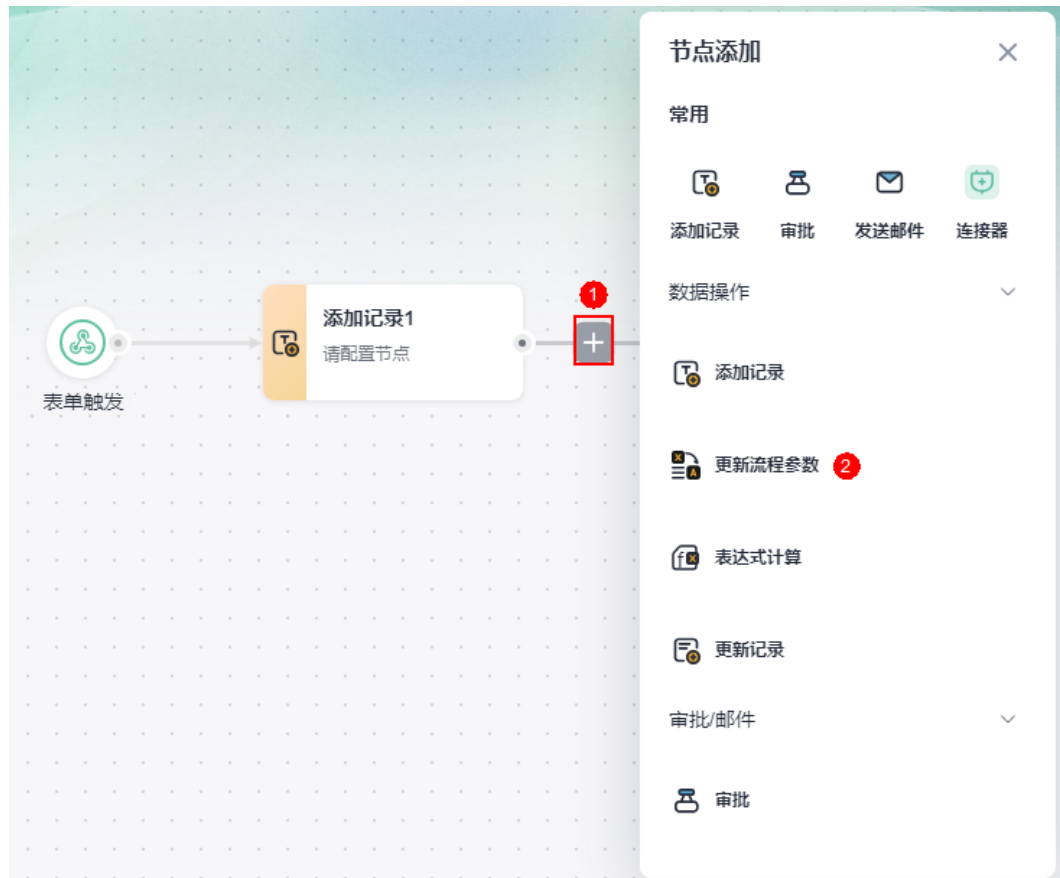 节点添加
常用
添加记录 审批 发送邮件 连接器
数据操作
1
添加记录1
请配置节点
表单触发
添加记录
更新流程参数 2
表达式计算
更新记录
审批/邮件
审批